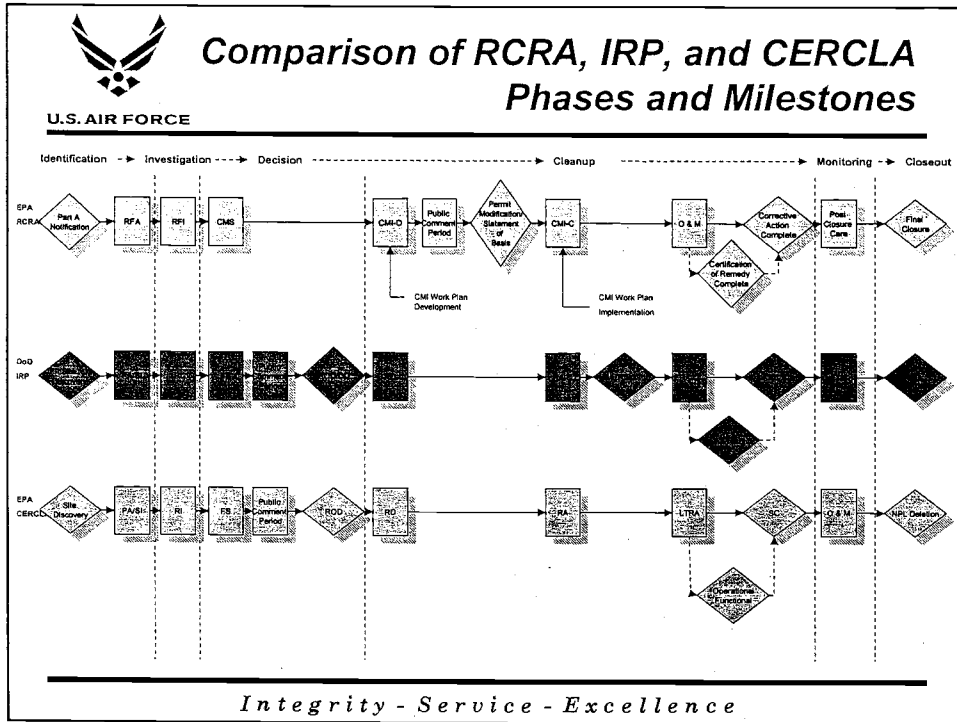 Comparison of RCRA, IRP, and CERCLA
Phases and Milestones
U.S. AIR FORCE
Identification
Investigation
Decision
Cleanup
Monitoring
Closeout
EPA
RCRA
Part A
Notification
RFA
RFI
CMS
CMI-D
Public
Comment
Period
Permit
Modification/
Statement
of
Basis
CMI-C
O & M
Certification
of Remedy
Complete
Corrective
Action
Complete
Post
Closure
Care
Final
Closure
CMI Work Plan
Development
CMI Work Plan
Implementation
DoD
IRP
EPA
CERCL
Site
Discovery
PA/SI
RI
FS
Public
Comment
Period
ROD
RD
RA
LTRA
Operational
Functional
SC
O & M
NPL Deletion
Integrity - Service - Excellence